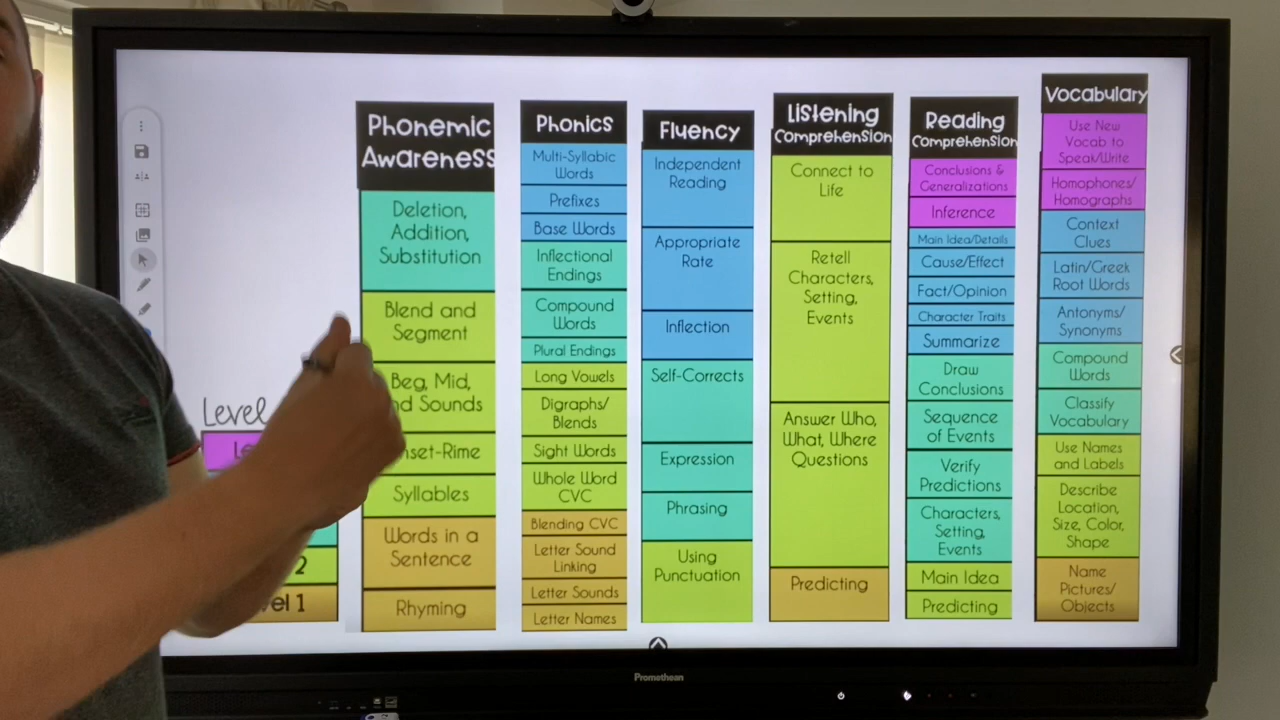 Level
2
1
Phonemic
Awareness
Deletion,
Addition,
Substitution
Blend and
Segment
Beg, Mid,
Sounds
Syllables
Words in a
Sentence
Rhyming
Phonics
Multi-Syllabic
Words
Prefixes
Base Words
Inflectional
Endings
Compound
Words
Plural Endings
Long Vowels
Digraphs/
Blends
Sight Words
Whole Word
CVC
Blending CVC
Letter Sound
Linking
Letter Sounds
Letter Names
Fluency
Independent
Reading
Appropriate
Rate
Inflection
Self-Corrects
Expression
Phrasing
Using
Punctuation
Listening
Comprehension
Connect to
Life
Retell
Characters,
Setting,
Events
Answer Who,
What, Where
Questions
Predicting
Reading
Comprehension
Conclusions &
Generalizations
Inference
Main Idea/Details
Cause/Effect
Fact/Opinion
Character Traits
Summarize
Draw
Conclusions
Sequence
of Events
Verify
Predictions
Characters,
Setting,
Events
Main Idea
Predicting
Vocabulary
Use New
Vocab to
Speak/Write
Homophones/
Homographs
Context
Clues
Latin/Greek
Root Words
Antonyms/
Synonyms
Compound
Words
Classify
Vocabulary
Use Names
and Labels
Describe
Location,
Size, Color,
Shape
Name
Pictures/
Objects
Promethean